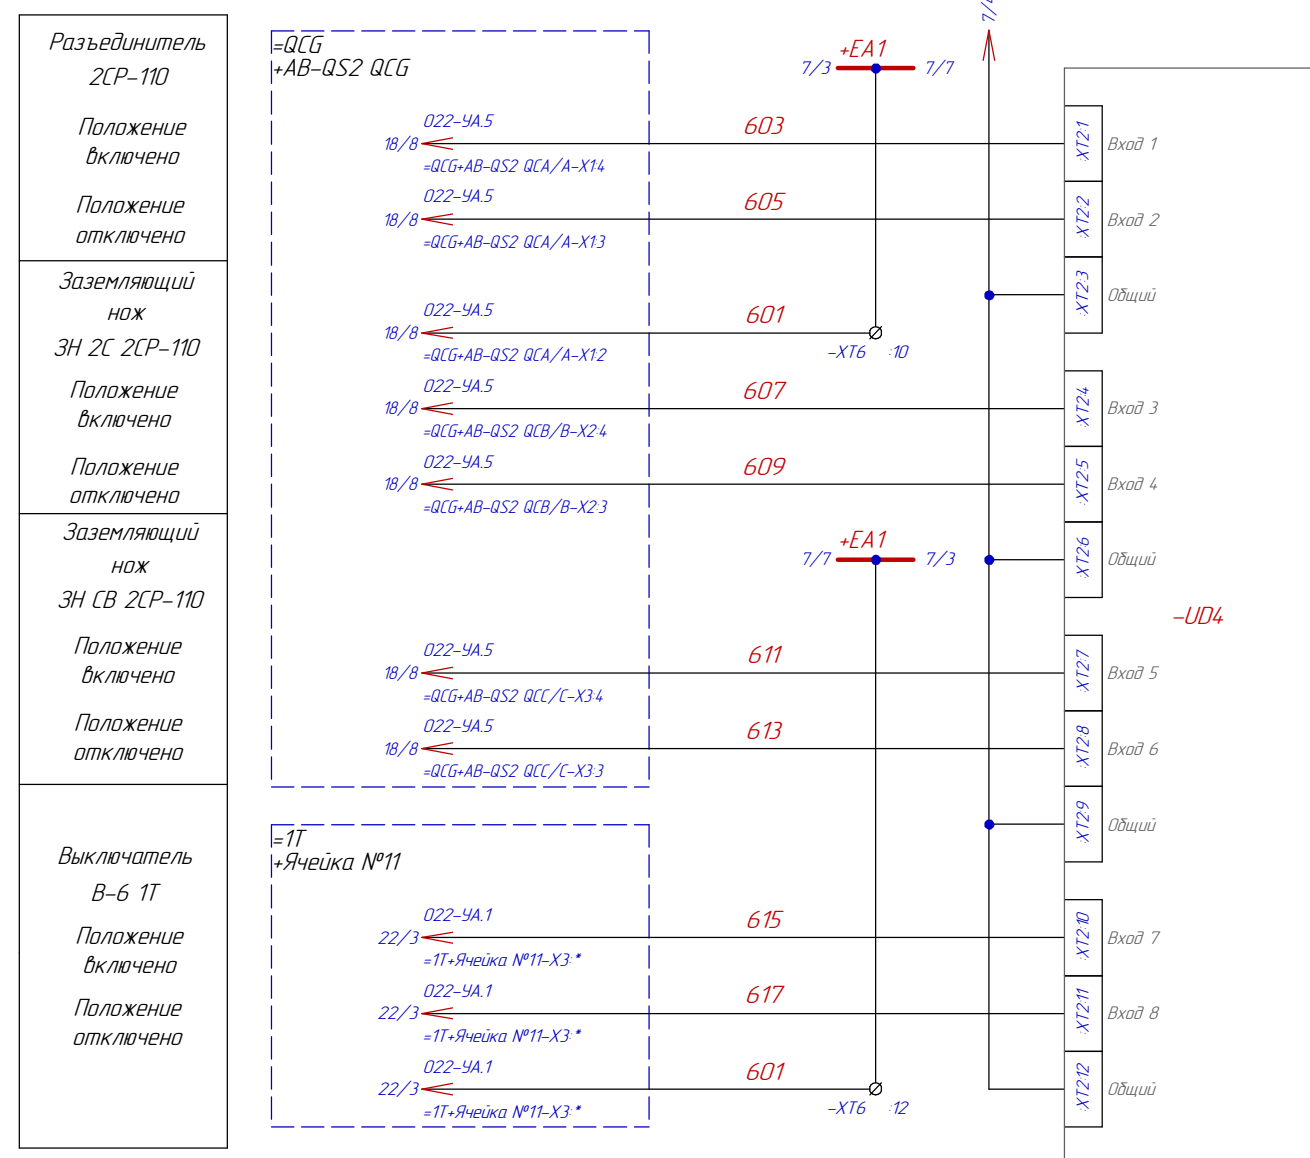 Разъединитель
2СР-110
Положение
включено
Положение
отключено
Заземляющий
нож
ЗН 2С 2СР-110
Положение
включено
Положение
отключено
Заземляющий
нож
ЗН СВ 2СР-110
Положение
включено
Положение
отключено
Выключатель
В-6 1Т
Положение
включено
Положение
отключено
=QCG
+AB-QS2 QCG
022-УА.5
18/8
=QCG+AB-QS2 QCA/A-X1:4
603
022-УА.5
18/8
=QCG+AB-QS2 QCA/A-X1:3
605
022-УА.5
18/8
=QCG+AB-QS2 QCA/A-X1:2
601
022-УА.5
18/8
=QCG+AB-QS2 QCB/B-X2:4
607
022-УА.5
18/8
=QCG+AB-QS2 QCB/B-X2:3
609
022-УА.5
18/8
=QCG+AB-QS2 QCC/C-X3:4
611
022-УА.5
18/8
=QCG+AB-QS2 QCC/C-X3:3
613
=1Т
+Ячейка №11
022-УА.1
22/3
=1Т+Ячейка №11-X3:*
615
022-УА.1
22/3
=1Т+Ячейка №11-X3:*
617
022-УА.1
22/3
=1Т+Ячейка №11-X3:*
601
+EA1
7/3 7/7
-XT6 :10
+EA1
7/7 7/3
-XT6 :12
:XT2:1 Вход 1
:XT2:2 Вход 2
:XT2:3 Общий
:XT2:4 Вход 3
:XT2:5 Вход 4
:XT2:6 Общий
-UD4
:XT2:7 Вход 5
:XT2:8 Вход 6
:XT2:9 Общий
:XT2:10 Вход 7
:XT2:11 Вход 8
:XT2:12 Общий